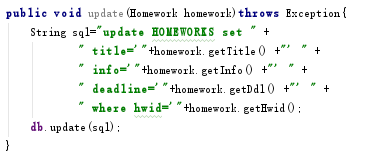 public void update(Homework homework)throws Exception{
String sql="update HOMEWORKS set " +
" title='"+homework.getTitle() +"' " +
" info='"+homework.getInfo() +"' " +
" deadline='"+homework.getDdl() +"' " +
" where hwid='"+homework.getHwid();
db.update(sql);
}